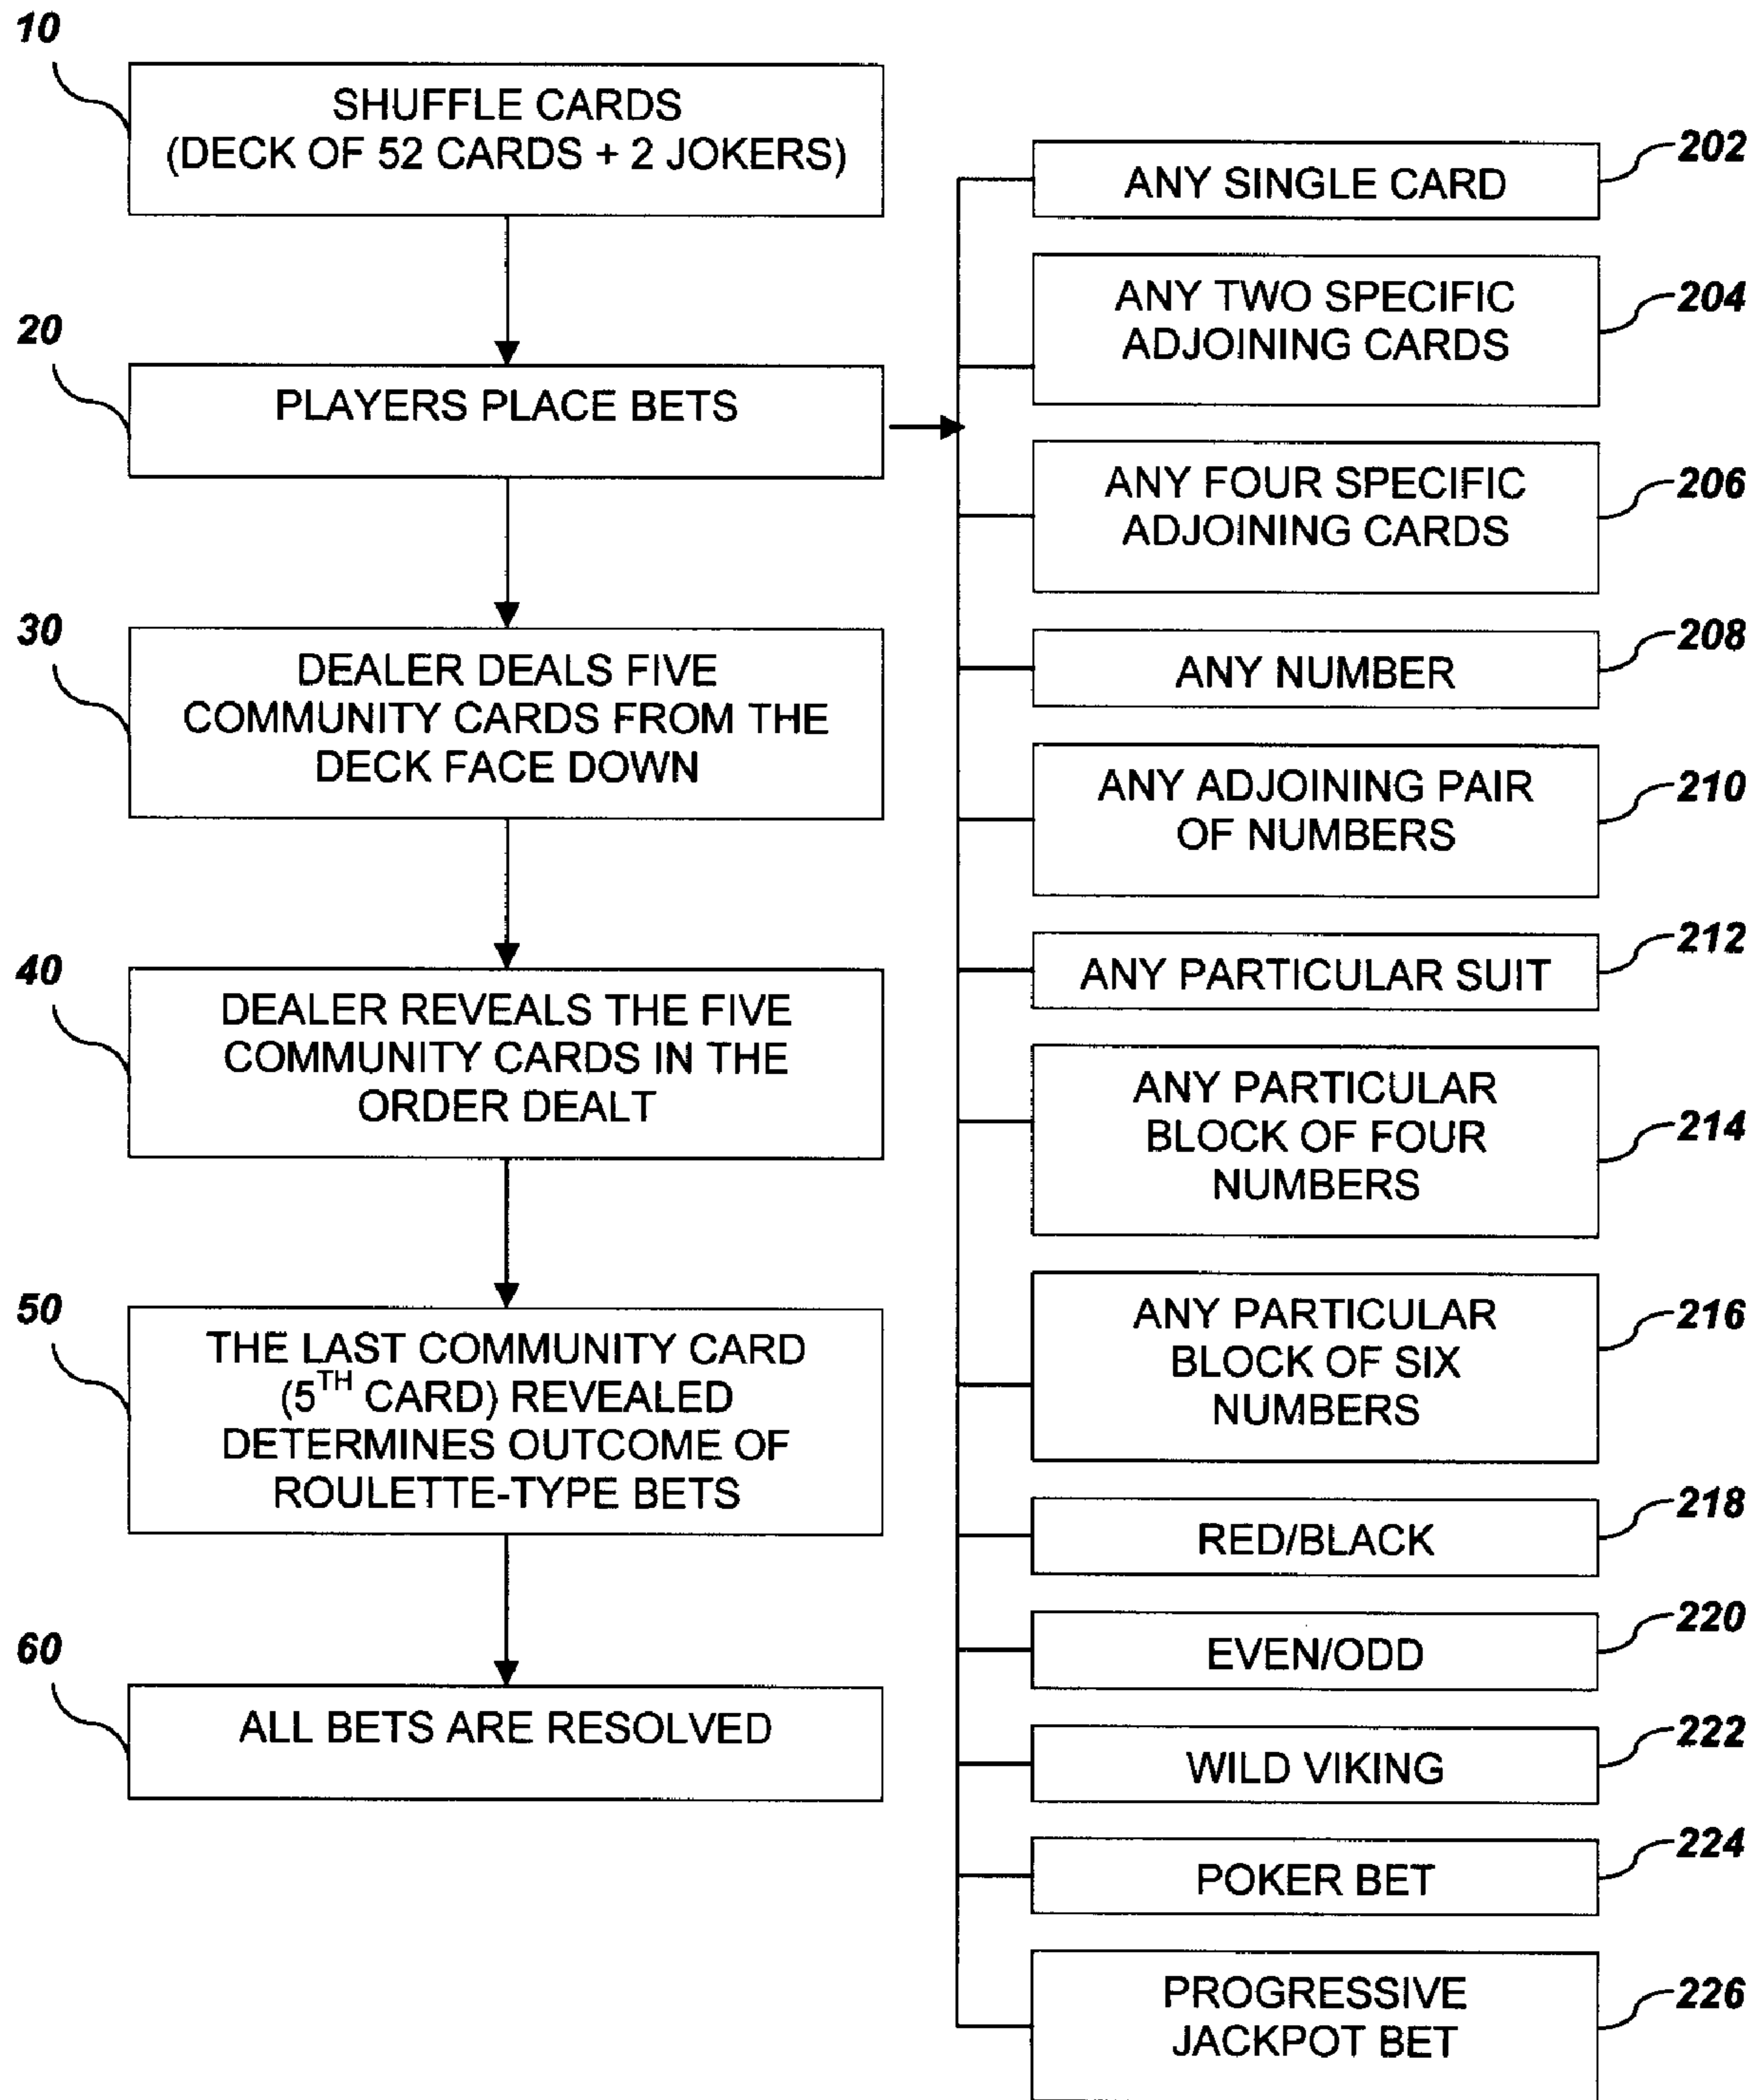 10
SHUFFLE CARDS
(DECK OF 52 CARDS + 2 JOKERS)
20
PLAYERS PLACE BETS
30
DEALER DEALS FIVE
COMMUNITY CARDS FROM THE
DECK FACE DOWN
40
DEALER REVEALS THE FIVE
COMMUNITY CARDS IN THE
ORDER DEALT
50
THE LAST COMMUNITY CARD
(5TH CARD) REVEALED
DETERMINES OUTCOME OF
ROULETTE-TYPE BETS
60
ALL BETS ARE RESOLVED
ANY SINGLE CARD
202
ANY TWO SPECIFIC
ADJOINING CARDS
204
ANY FOUR SPECIFIC
ADJOINING CARDS
206
ANY NUMBER
208
ANY ADJOINING PAIR
OF NUMBERS
210
ANY PARTICULAR SUIT
212
ANY PARTICULAR
BLOCK OF FOUR
NUMBERS
214
ANY PARTICULAR
BLOCK OF SIX
NUMBERS
216
RED/BLACK
218
EVEN/ODD
220
WILD VIKING
222
POKER BET
224
PROGRESSIVE
JACKPOT BET
226